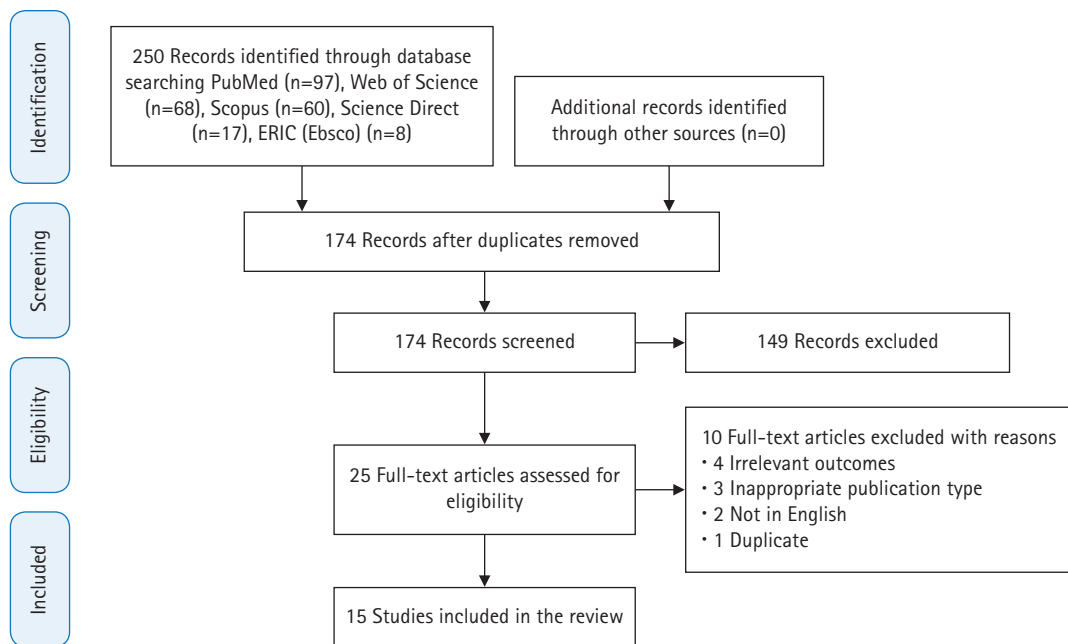 Identification
250 Records identified through database
searching PubMed (n=97), Web of Science
(n=68), Scopus (n=60), Science Direct
(n=17), ERIC (Ebsco) (n=8)
Additional records identified
through other sources (n=0)
Screening
174 Records after duplicates removed
174 Records screened
149 Records excluded
Eligibility
25 Full-text articles assessed for
eligibility
10 Full-text articles excluded with reasons
• 4 Irrelevant outcomes
• 3 Inappropriate publication type
• 2 Not in English
• 1 Duplicate
Included
15 Studies included in the review